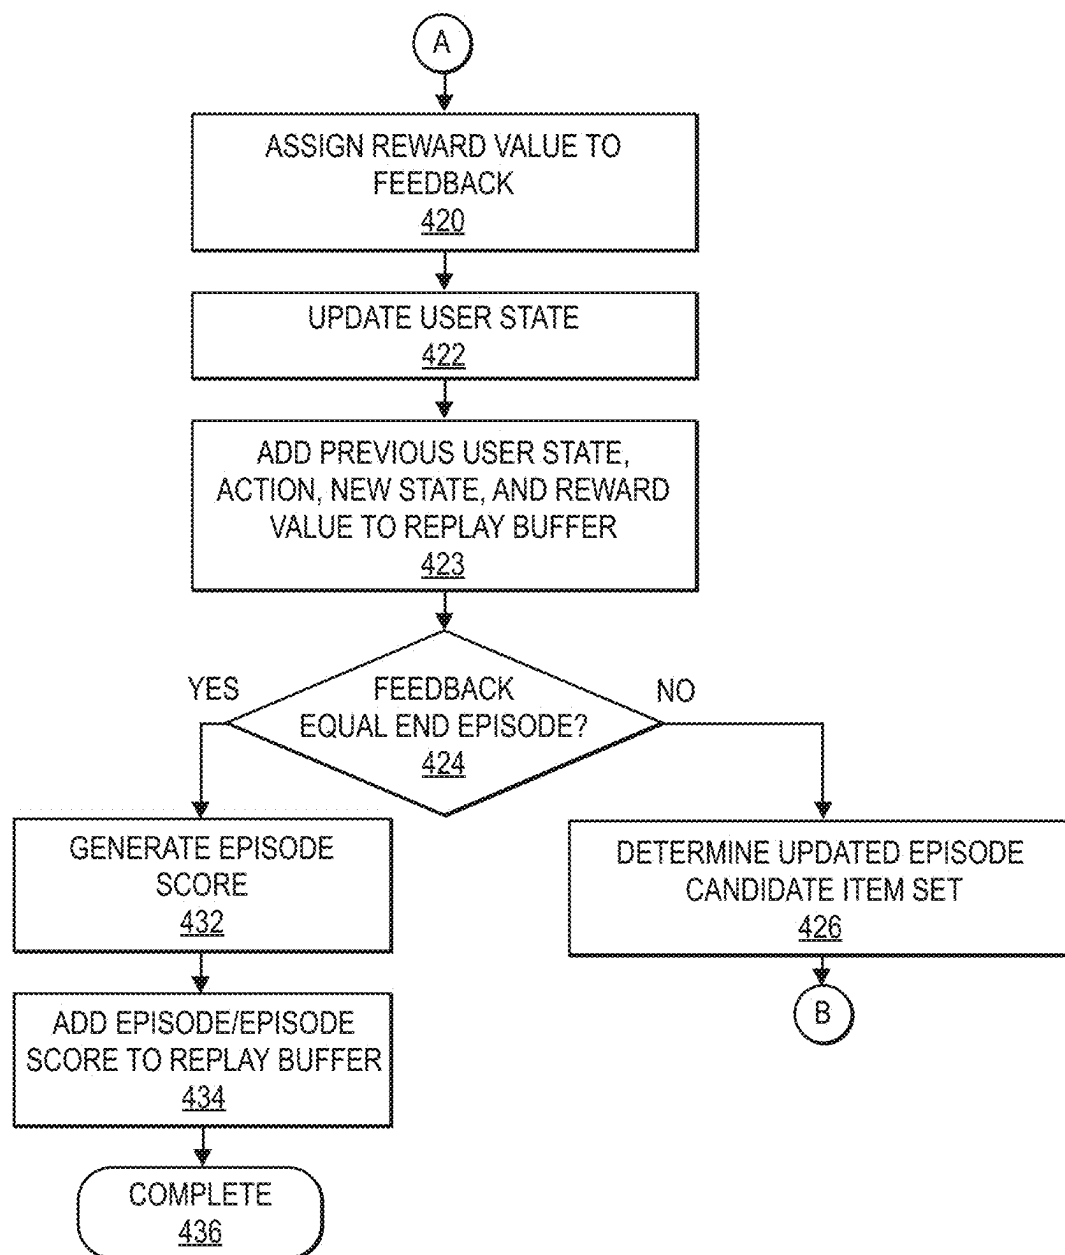 A
ASSIGN REWARD VALUE TO
FEEDBACK
420
UPDATE USER STATE
422
ADD PREVIOUS USER STATE,
ACTION, NEW STATE, AND REWARD
VALUE TO REPLAY BUFFER
423
YES
FEEDBACK
EQUAL END EPISODE?
424
NO
GENERATE EPISODE
SCORE
432
ADD EPISODE/EPISODE
SCORE TO REPLAY BUFFER
434
COMPLETE
436
DETERMINE UPDATED EPISODE
CANDIDATE ITEM SET
426
B